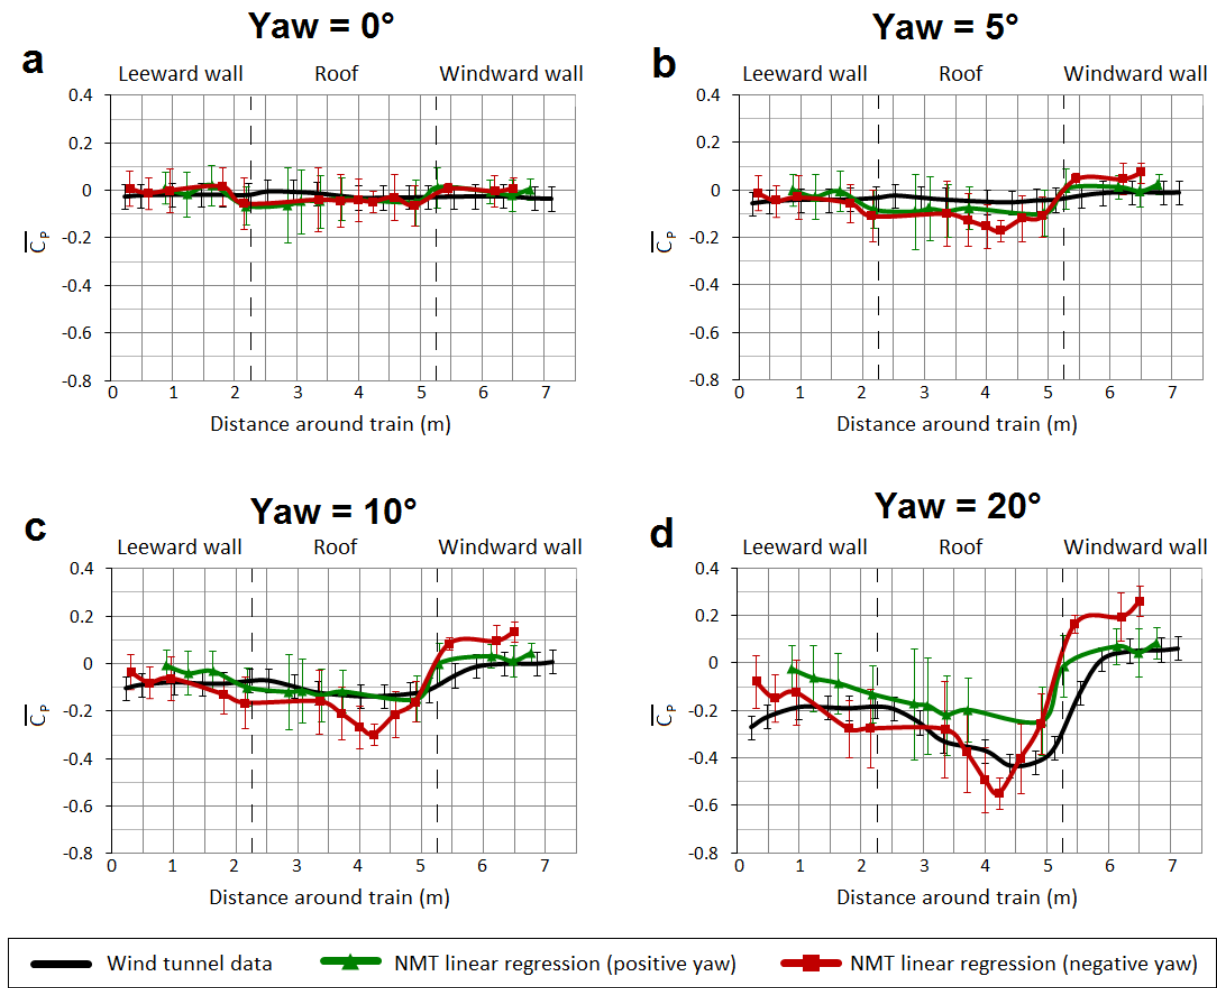 Yaw = 0°
a
Leeward wall Roof Windward wall
0.4
0.2
0
-0.2
-0.4
-0.6
-0.8
C̅P
0 1 2 3 4 5 6 7
Distance around train (m)
Yaw = 5°
b
Leeward wall Roof Windward wall
0.4
0.2
0
-0.2
-0.4
-0.6
-0.8
C̅P
0 1 2 3 4 5 6 7
Distance around train (m)
Yaw = 10°
c
Leeward wall Roof Windward wall
0.4
0.2
0
-0.2
-0.4
-0.6
-0.8
C̅P
0 1 2 3 4 5 6 7
Distance around train (m)
Yaw = 20°
d
Leeward wall Roof Windward wall
0.4
0.2
0
-0.2
-0.4
-0.6
-0.8
C̅P
0 1 2 3 4 5 6 7
Distance around train (m)
Wind tunnel data NMT linear regression (positive yaw) NMT linear regression (negative yaw)